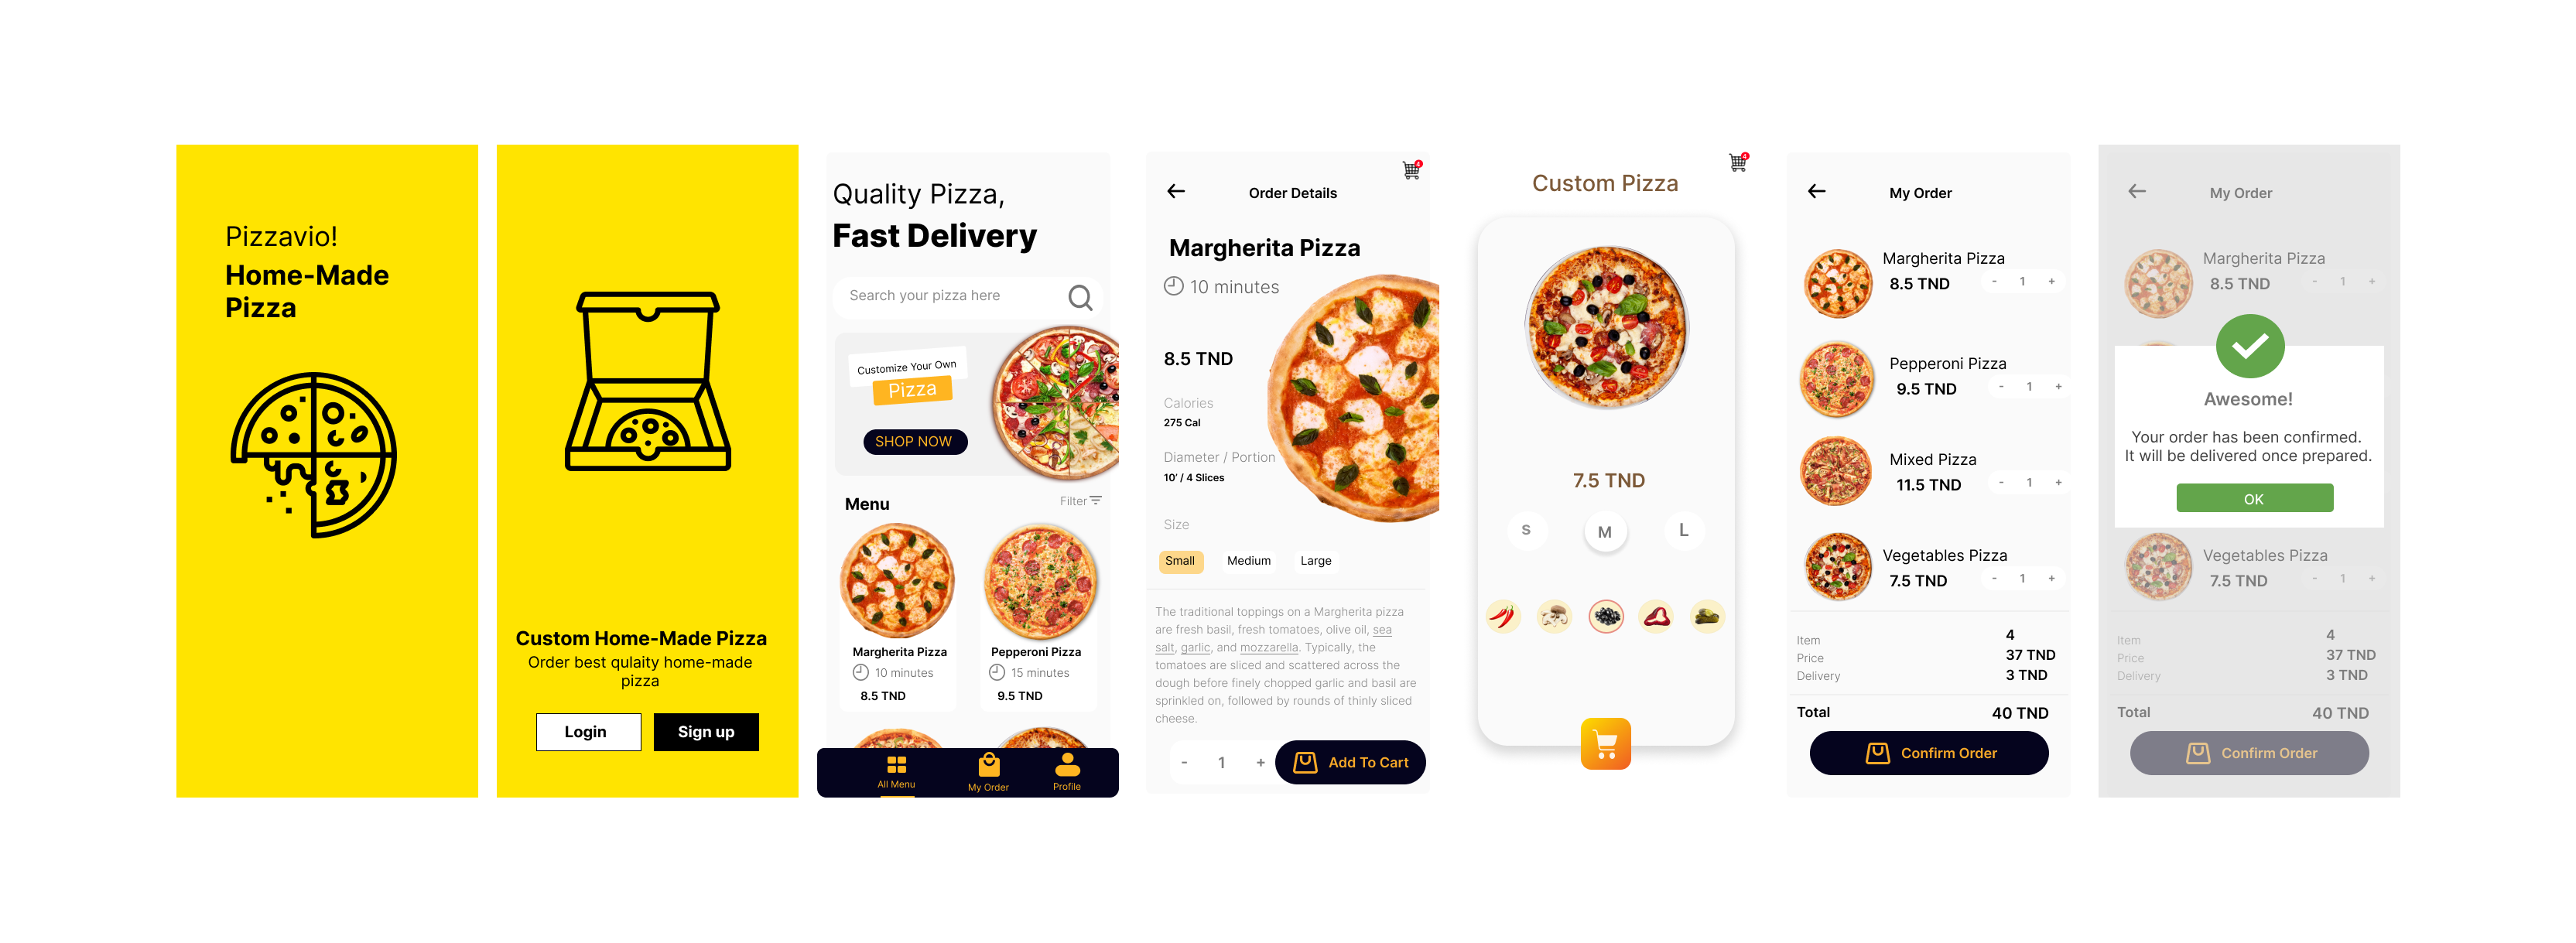 Pizzavio!
Home-Made
Pizza
Custom Home-Made Pizza
Order best qulaity home-made
pizza
Login
Sign up
Quality Pizza,
Fast Delivery
Search your pizza here
Customize Your Own
Pizza
SHOP NOW
Menu
Filter
Margherita Pizza
10 minutes
8.5 TND
Pepperoni Pizza
15 minutes
9.5 TND
All Menu
My Order
Profile
4
Order Details
Margherita Pizza
10 minutes
8.5 TND
Calories
275 Cal
Diameter / Portion
10' / 4 Slices
Size
Small
Medium
Large
The traditional toppings on a Margherita pizza
are fresh basil, fresh tomatoes, olive oil, sea
salt, garlic, and mozzarella. Typically, the
tomatoes are sliced and scattered across the
dough before finely chopped garlic and basil are
sprinkled on, followed by rounds of thinly sliced
cheese.
- 1 +
Add To Cart
4
Custom Pizza
7.5 TND
S
M
L
My Order
Margherita Pizza
8.5 TND
- 1 +
Pepperoni Pizza
9.5 TND
- 1 +
Mixed Pizza
11.5 TND
- 1 +
Vegetables Pizza
7.5 TND
- 1 +
Item 4
Price 37 TND
Delivery 3 TND
Total 40 TND
Confirm Order
My Order
Margherita Pizza
8.5 TND
- 1 +
Awesome!
Your order has been confirmed.
It will be delivered once prepared.
OK
Vegetables Pizza
7.5 TND
- 1 +
Item 4
Price 37 TND
Delivery 3 TND
Total 40 TND
Confirm Order